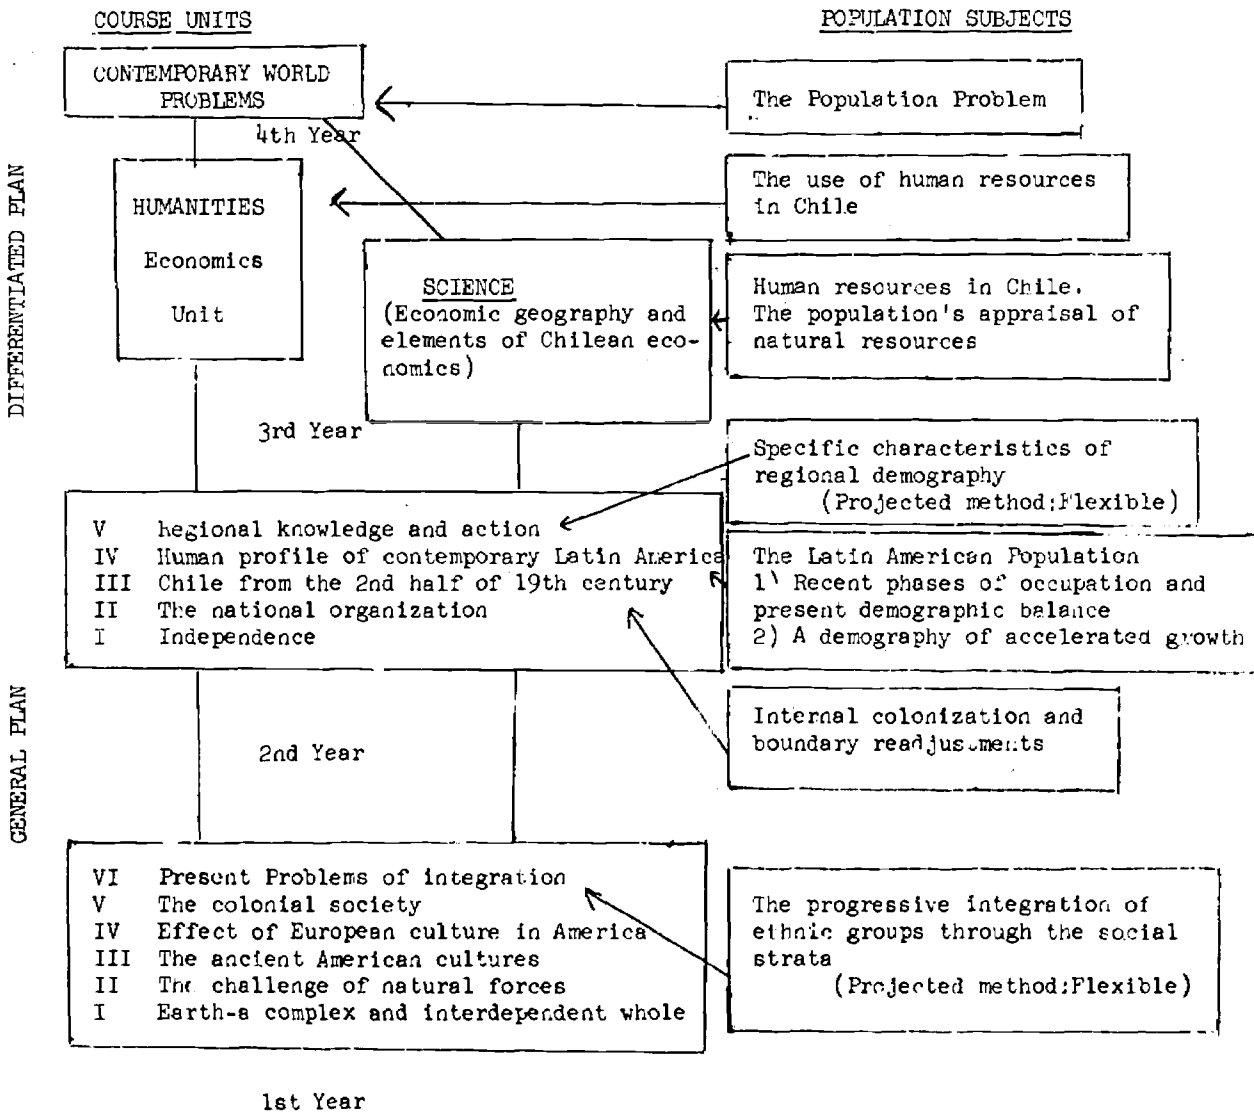 COURSE UNITS
POPULATION SUBJECTS
CONTEMPORARY WORLD
PROBLEMS
The Population Problem
4th Year
DIFFERENTIATED PLAN
HUMANITIES
Economics
Unit
The use of human resources
in Chile
SCIENCE
(Economic geography and
elements of Chilean eco-
nomics)
Human resources in Chile.
The population's appraisal of
natural resources
3rd Year
Specific characteristics of
regional demography
(Projected method:Flexible)
V hegional knowledge and action
IV Human profile of contemporary Latin America
III Chile from the 2nd half of 19th century
II The national organization
I Independence
The Latin American Population
1) Recent phases of occupation and
present demographic balance
2) A demography of accelerated growth
GENERAL PLAN
2nd Year
Internal colonization and
boundary readjustments
VI Present Problems of integration
V The colonial society
IV Effect of European culture in America
III The ancient American cultures
II The challenge of natural forces
I Earth-a complex and interdependent whole
The progressive integration of
ethnic groups through the social
strata
(Projected method:Flexible)
1st Year